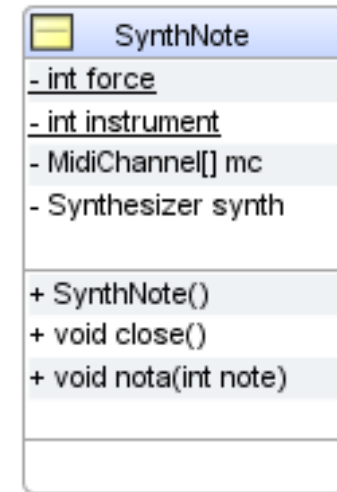 SynthNote
- int force
- int instrument
- MidiChannel[] mc
- Synthesizer synth
+ SynthNote()
+ void close()
+ void nota(int note)